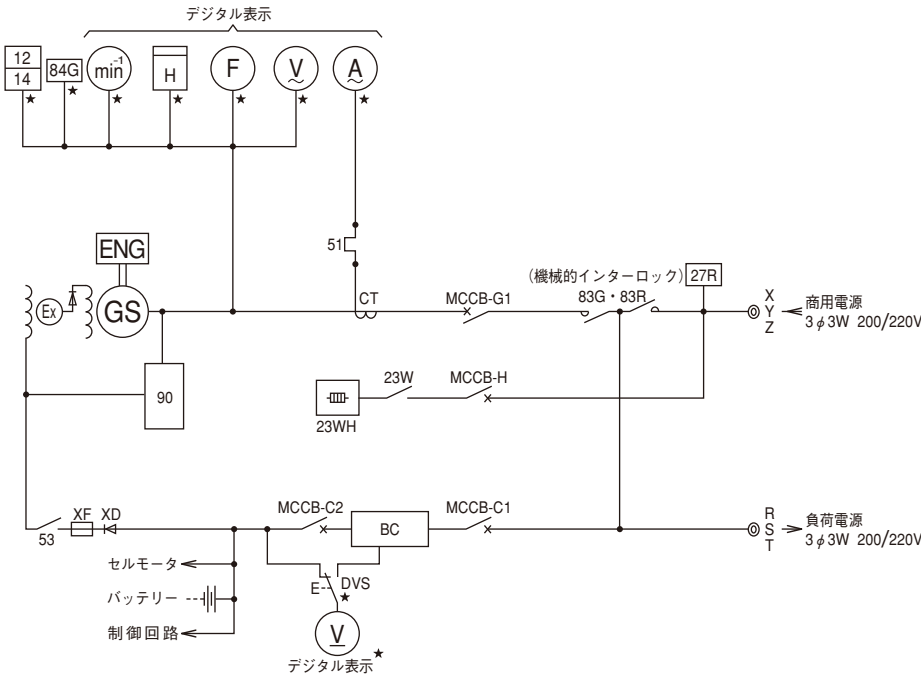 デジタル表示
12
14
★
84G
★
min⁻¹
★
H
★
F
★
V
★
A
★
51
ENG
(機械的インターロック)
27R
Ex
GS
CT
MCCB-G1
83G・83R
X
Y
Z
商用電源
3φ3W 200/220V
90
23W
MCCB-H
23WH
53
XF
XD
MCCB-C2
BC
MCCB-C1
R
S
T
負荷電源
3φ3W 200/220V
セルモータ
バッテリー
制御回路
E
DVS
★
V
デジタル表示
★